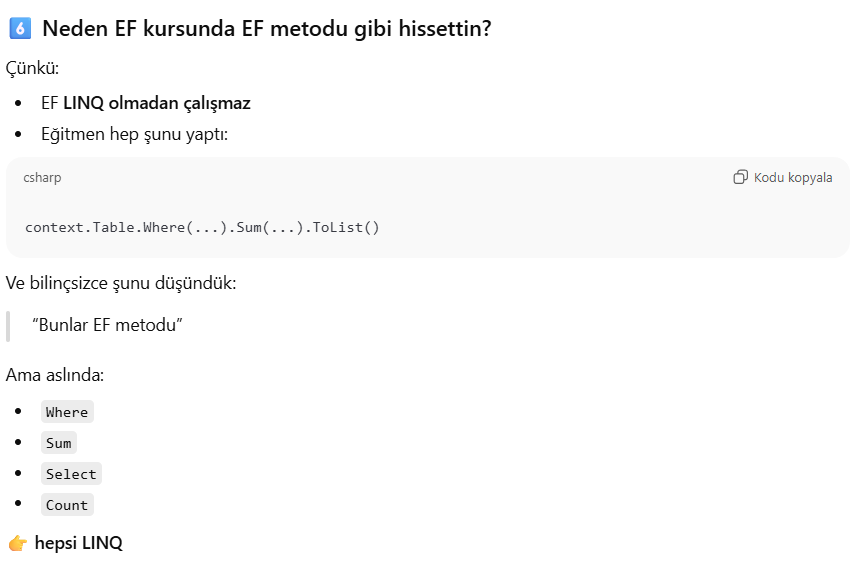 6 Neden EF kursunda EF metodu gibi hissettin?
Çünkü:
• EF LINQ olmadan çalışmaz
• Eğitmen hep şunu yaptı:
csharp Kodu kopyala
context.Table.Where(...).Sum(...).ToList()
Ve bilinçsizce şunu düşündük:
“Bunlar EF metodu”
Ama aslında:
• Where
• Sum
• Select
• Count
👉 hepsi LINQ